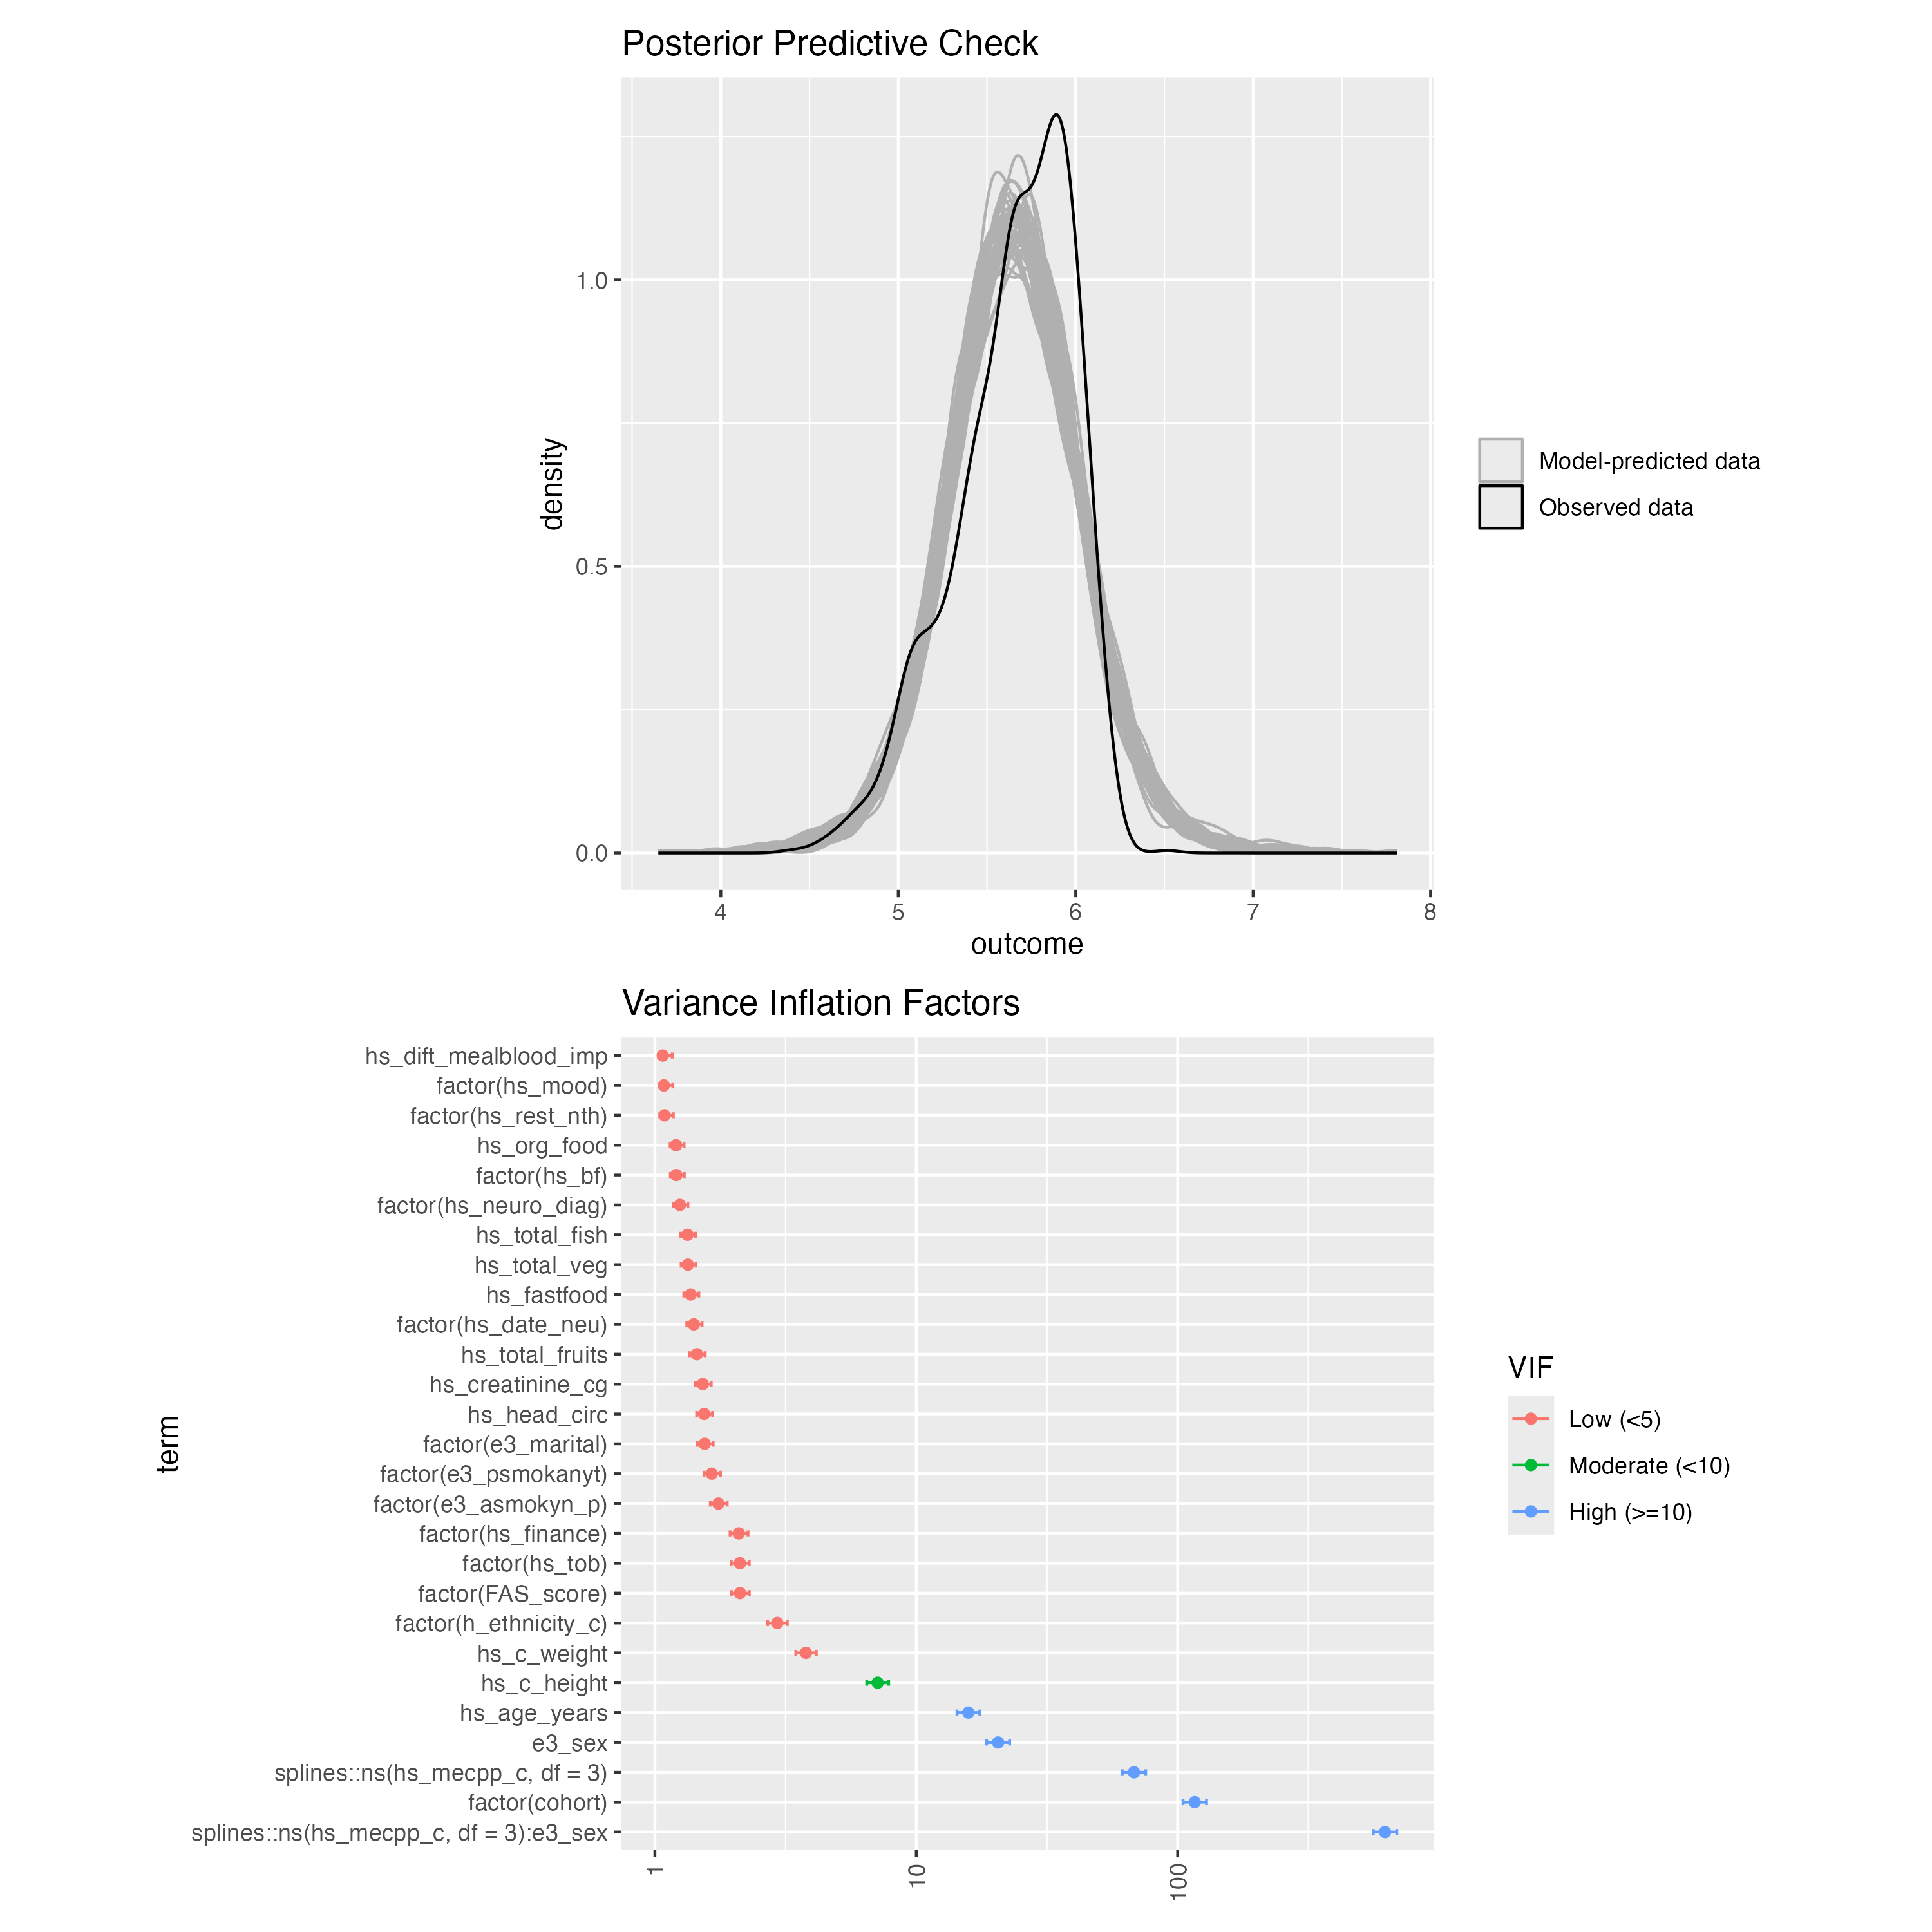 Posterior Predictive Check
density
1.0
0.5
0.0
4 5 6 7 8
outcome
Model-predicted data
Observed data
Variance Inflation Factors
term
hs_dift_mealblood_imp
factor(hs_mood)
factor(hs_rest_nth)
hs_org_food
factor(hs_bf)
factor(hs_neuro_diag)
hs_total_fish
hs_total_veg
hs_fastfood
factor(hs_date_neu)
hs_total_fruits
hs_creatinine_cg
hs_head_circ
factor(e3_marital)
factor(e3_psmokanyt)
factor(e3_asmokyn_p)
factor(hs_finance)
factor(hs_tob)
factor(FAS_score)
factor(h_ethnicity_c)
hs_c_weight
hs_c_height
hs_age_years
e3_sex
splines::ns(hs_mecpp_c, df = 3)
factor(cohort)
splines::ns(hs_mecpp_c, df = 3):e3_sex
1 10 100
VIF
Low (<5)
Moderate (<10)
High (>=10)